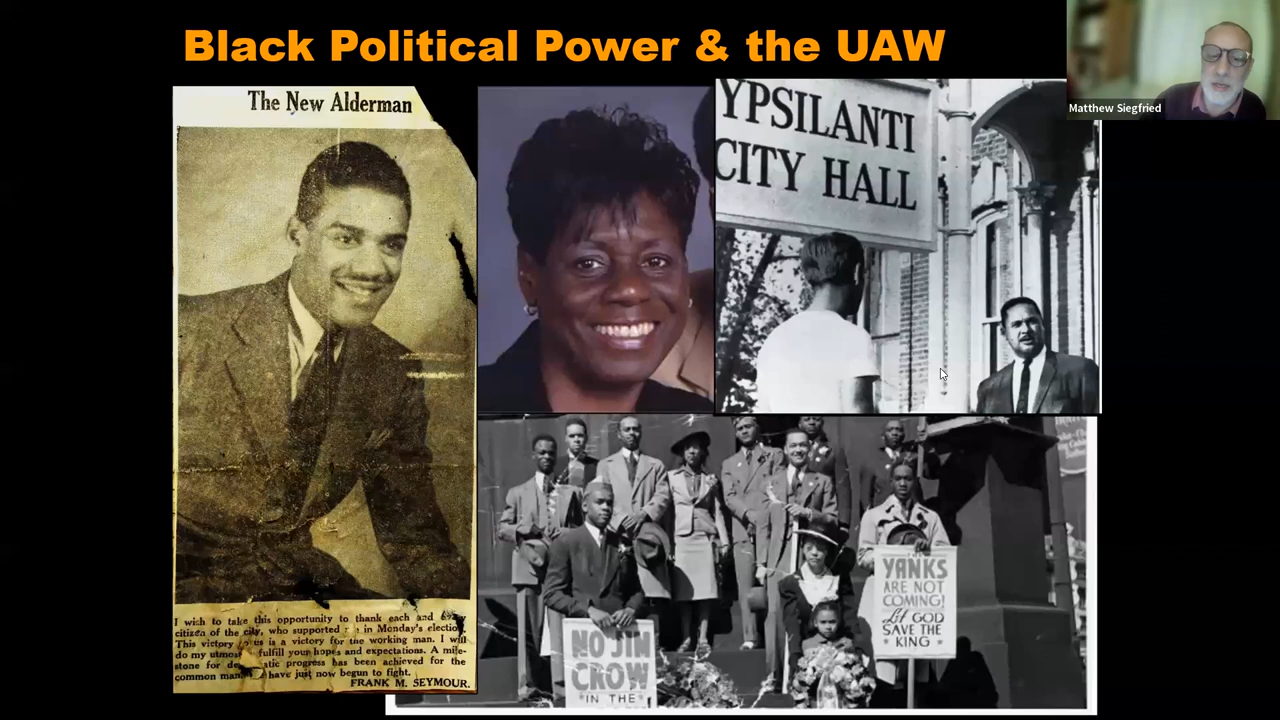 Black Political Power & the UAW
Matthew Siegfried
The New Alderman
YPSILANTI
CITY HALL
I wish to take this opportunity to thank each and every
citizen of the city, who supported in Monday's election.
This victory is a victory for the working man. I will
do my utmost fulfill your hopes and expectations. A mile-
stone for progress has been achieved for the
common man. have just now begun to fight.
FRANK M. SEYMOUR.
NO JIM
CROW
IN THE
THE
YANKS
ARE NOT
COMING!
Let GOD
SAVE THE
KING